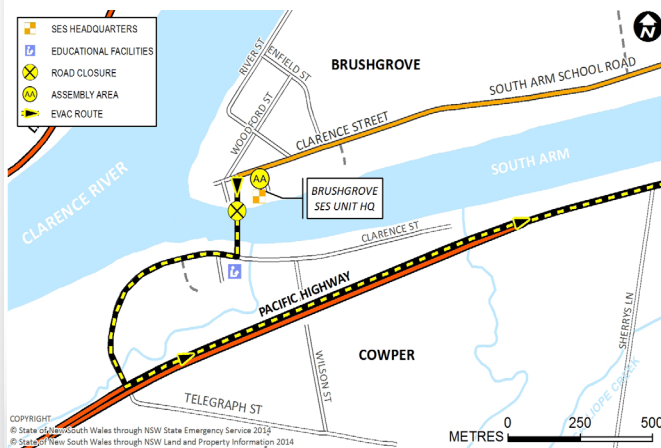 SES HEADQUARTERS
EDUCATIONAL FACILITIES
ROAD CLOSURE
AA
ASSEMBLY AREA
EVAC ROUTE
N
RIVER ST
ENFIELD ST
BRUSHGROVE
SOUTH ARM SCHOOL ROAD
WOODFORD ST
CLARENCE STREET
SOUTH ARM
AA
BRUSHGROVE
SES UNIT HQ
CLARENCE RIVER
CLARENCE ST
PACIFIC HIGHWAY
SHERRYS LN
COWPER
WILSON ST
TELEGRAPH ST
COPYRIGHT
© State of New South Wales through NSW State Emergency Service 2014
© State of New South Wales through NSW Land and Property Information 2014
METRES
0
250
500